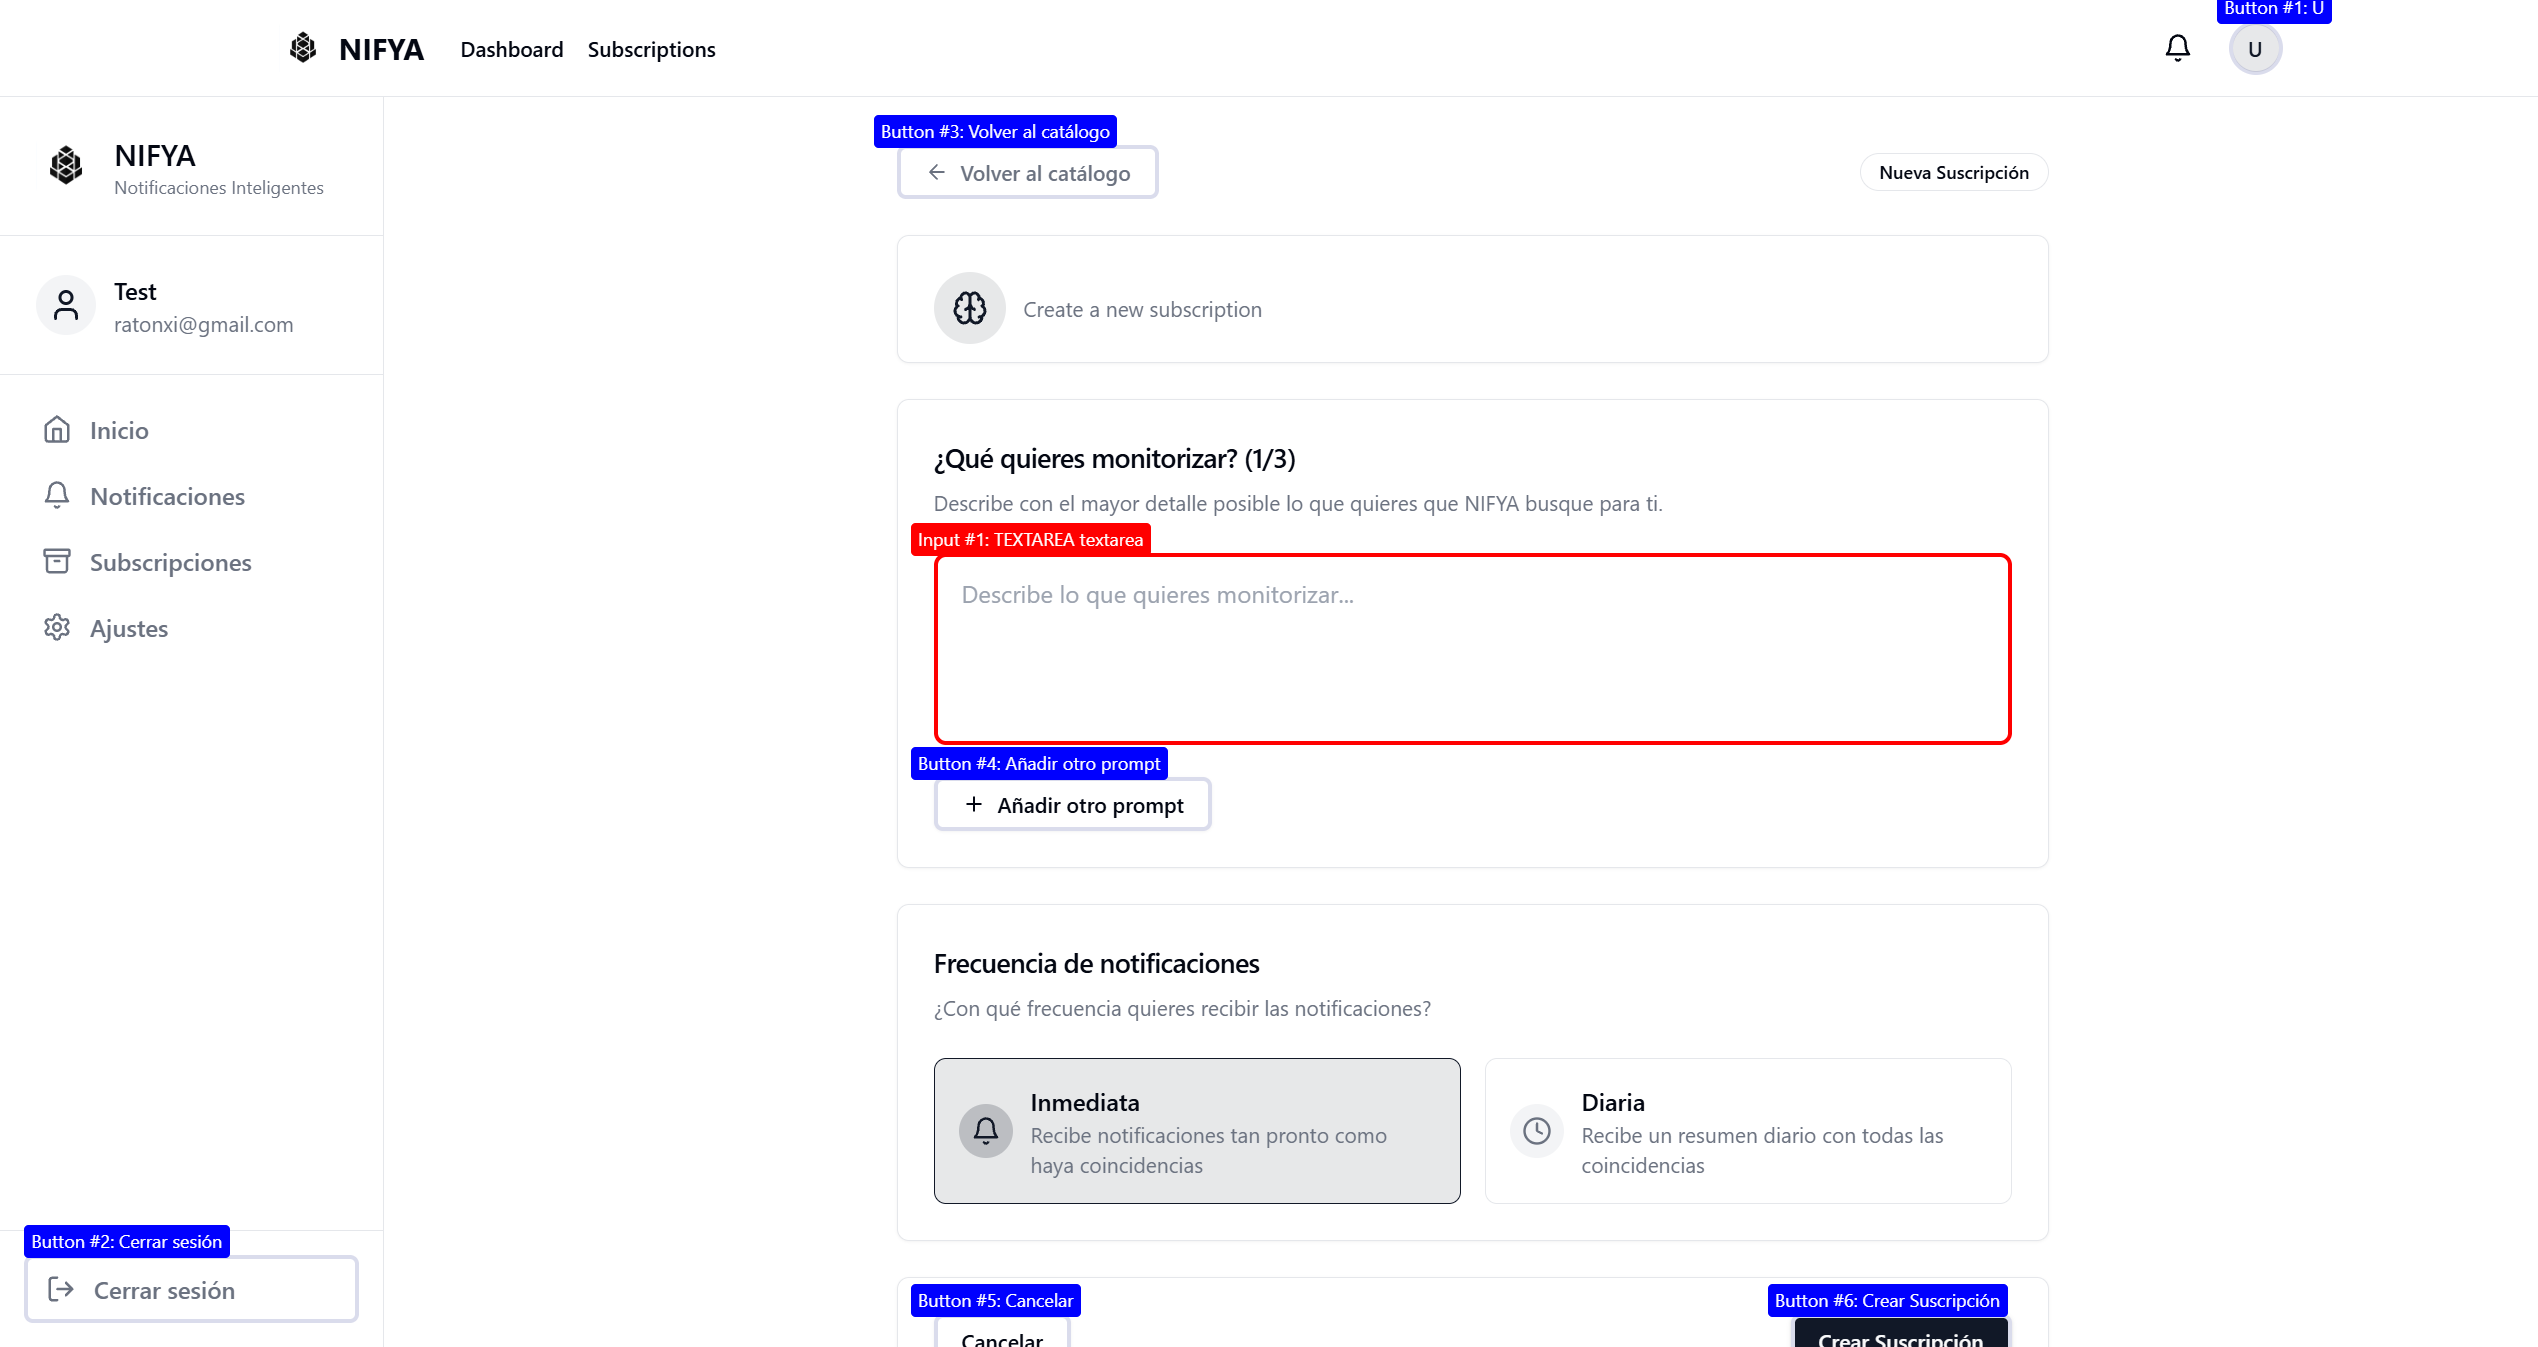 Button #1: U
NIFYA
Dashboard
Subscriptions
U
NIFYA
Notificaciones Inteligentes
Test
ratonxi@gmail.com
Inicio
Notificaciones
Subscripciones
Ajustes
Button #2: Cerrar sesión
Cerrar sesión
Button #3: Volver al catálogo
Volver al catálogo
Nueva Suscripción
Create a new subscription
¿Qué quieres monitorizar? (1/3)
Describe con el mayor detalle posible lo que quieres que NIFYA busque para ti.
Input #1: TEXTAREA textarea
Describe lo que quieres monitorizar...
Button #4: Añadir otro prompt
Añadir otro prompt
Frecuencia de notificaciones
¿Con qué frecuencia quieres recibir las notificaciones?
Inmediata
Recibe notificaciones tan pronto como
haya coincidencias
Diaria
Recibe un resumen diario con todas las
coincidencias
Button #5: Cancelar
Cancelar
Button #6: Crear Suscripción
Crear Suscripción